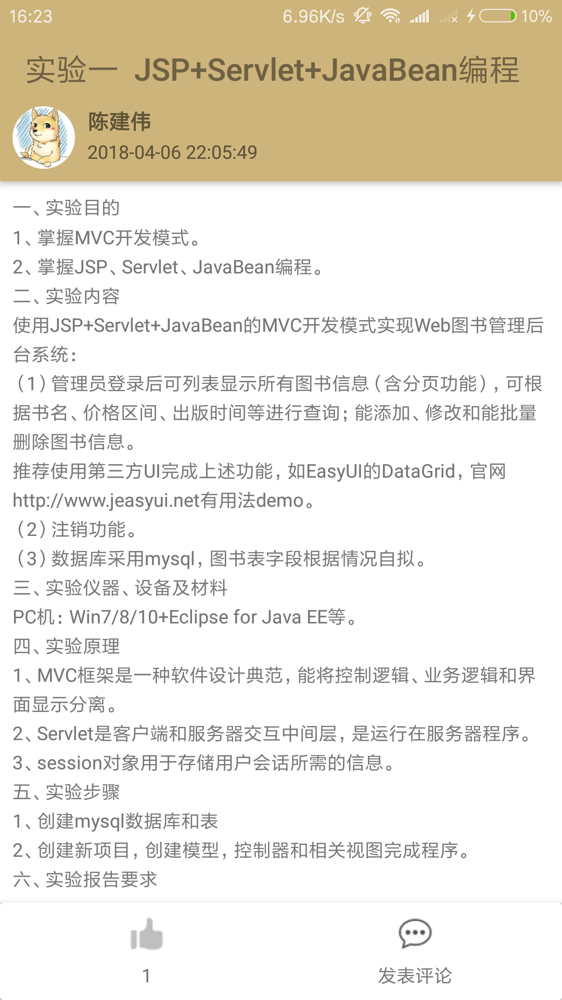 16:23 6.96K/s 10%
实验一 JSP+Servlet+JavaBean编程
陈建伟
2018-04-06 22:05:49
一、实验目的
1、掌握MVC开发模式。
2、掌握JSP、Servlet、JavaBean编程。
二、实验内容
使用JSP+Servlet+JavaBean的MVC开发模式实现Web图书管理后
台系统：
（1）管理员登录后可列表显示所有图书信息（含分页功能），可根
据书名、价格区间、出版时间等进行查询；能添加、修改和能批量
删除图书信息。
推荐使用第三方UI完成上述功能，如EasyUI的DataGrid，官网
http://www.jeasyui.net有用法demo。
（2）注销功能。
（3）数据库采用mysql，图书表字段根据情况自拟。
三、实验仪器、设备及材料
PC机：Win7/8/10+Eclipse for Java EE等。
四、实验原理
1、MVC框架是一种软件设计典范，能将控制逻辑、业务逻辑和界
面显示分离。
2、Servlet是客户端和服务器交互中间层，是运行在服务器程序。
3、session对象用于存储用户会话所需的信息。
五、实验步骤
1、创建mysql数据库和表
2、创建新项目，创建模型，控制器和相关视图完成程序。
六、实验报告要求
1 发表评论